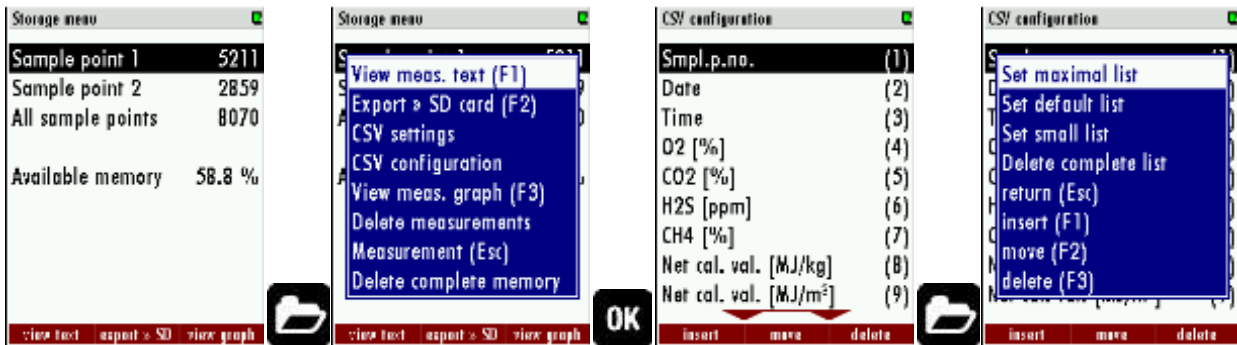 Storage menu
Sample point 1 5211
Sample point 2 2859
All sample points 8070
Available memory 58.8 %
view text export » SD view graph
Storage menu
View meas. text (F1)
Export » SD card (F2)
CSV settings
CSV configuration
View meas. graph (F3)
Delete measurements
Measurement (Esc)
Delete complete memory
view text export » SD view graph
OK
CSV configuration
Smpl.p.no. (1)
Date (2)
Time (3)
O2 [%] (4)
CO2 [%] (5)
H2S [ppm] (6)
CH4 [%] (7)
Net cal. val. [MJ/kg] (8)
Net cal. val. [MJ/m³] (9)
insert move delete
CSV configuration
Set maximal list
Set default list
Set small list
Delete complete list
return (Esc)
insert (F1)
move (F2)
delete (F3)
insert move delete